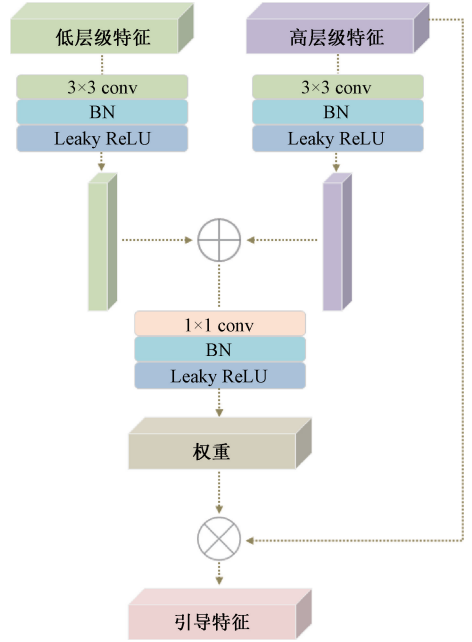 低层级特征
高层级特征
3×3 conv
BN
Leaky ReLU
3×3 conv
BN
Leaky ReLU
1×1 conv
BN
Leaky ReLU
权重
引导特征